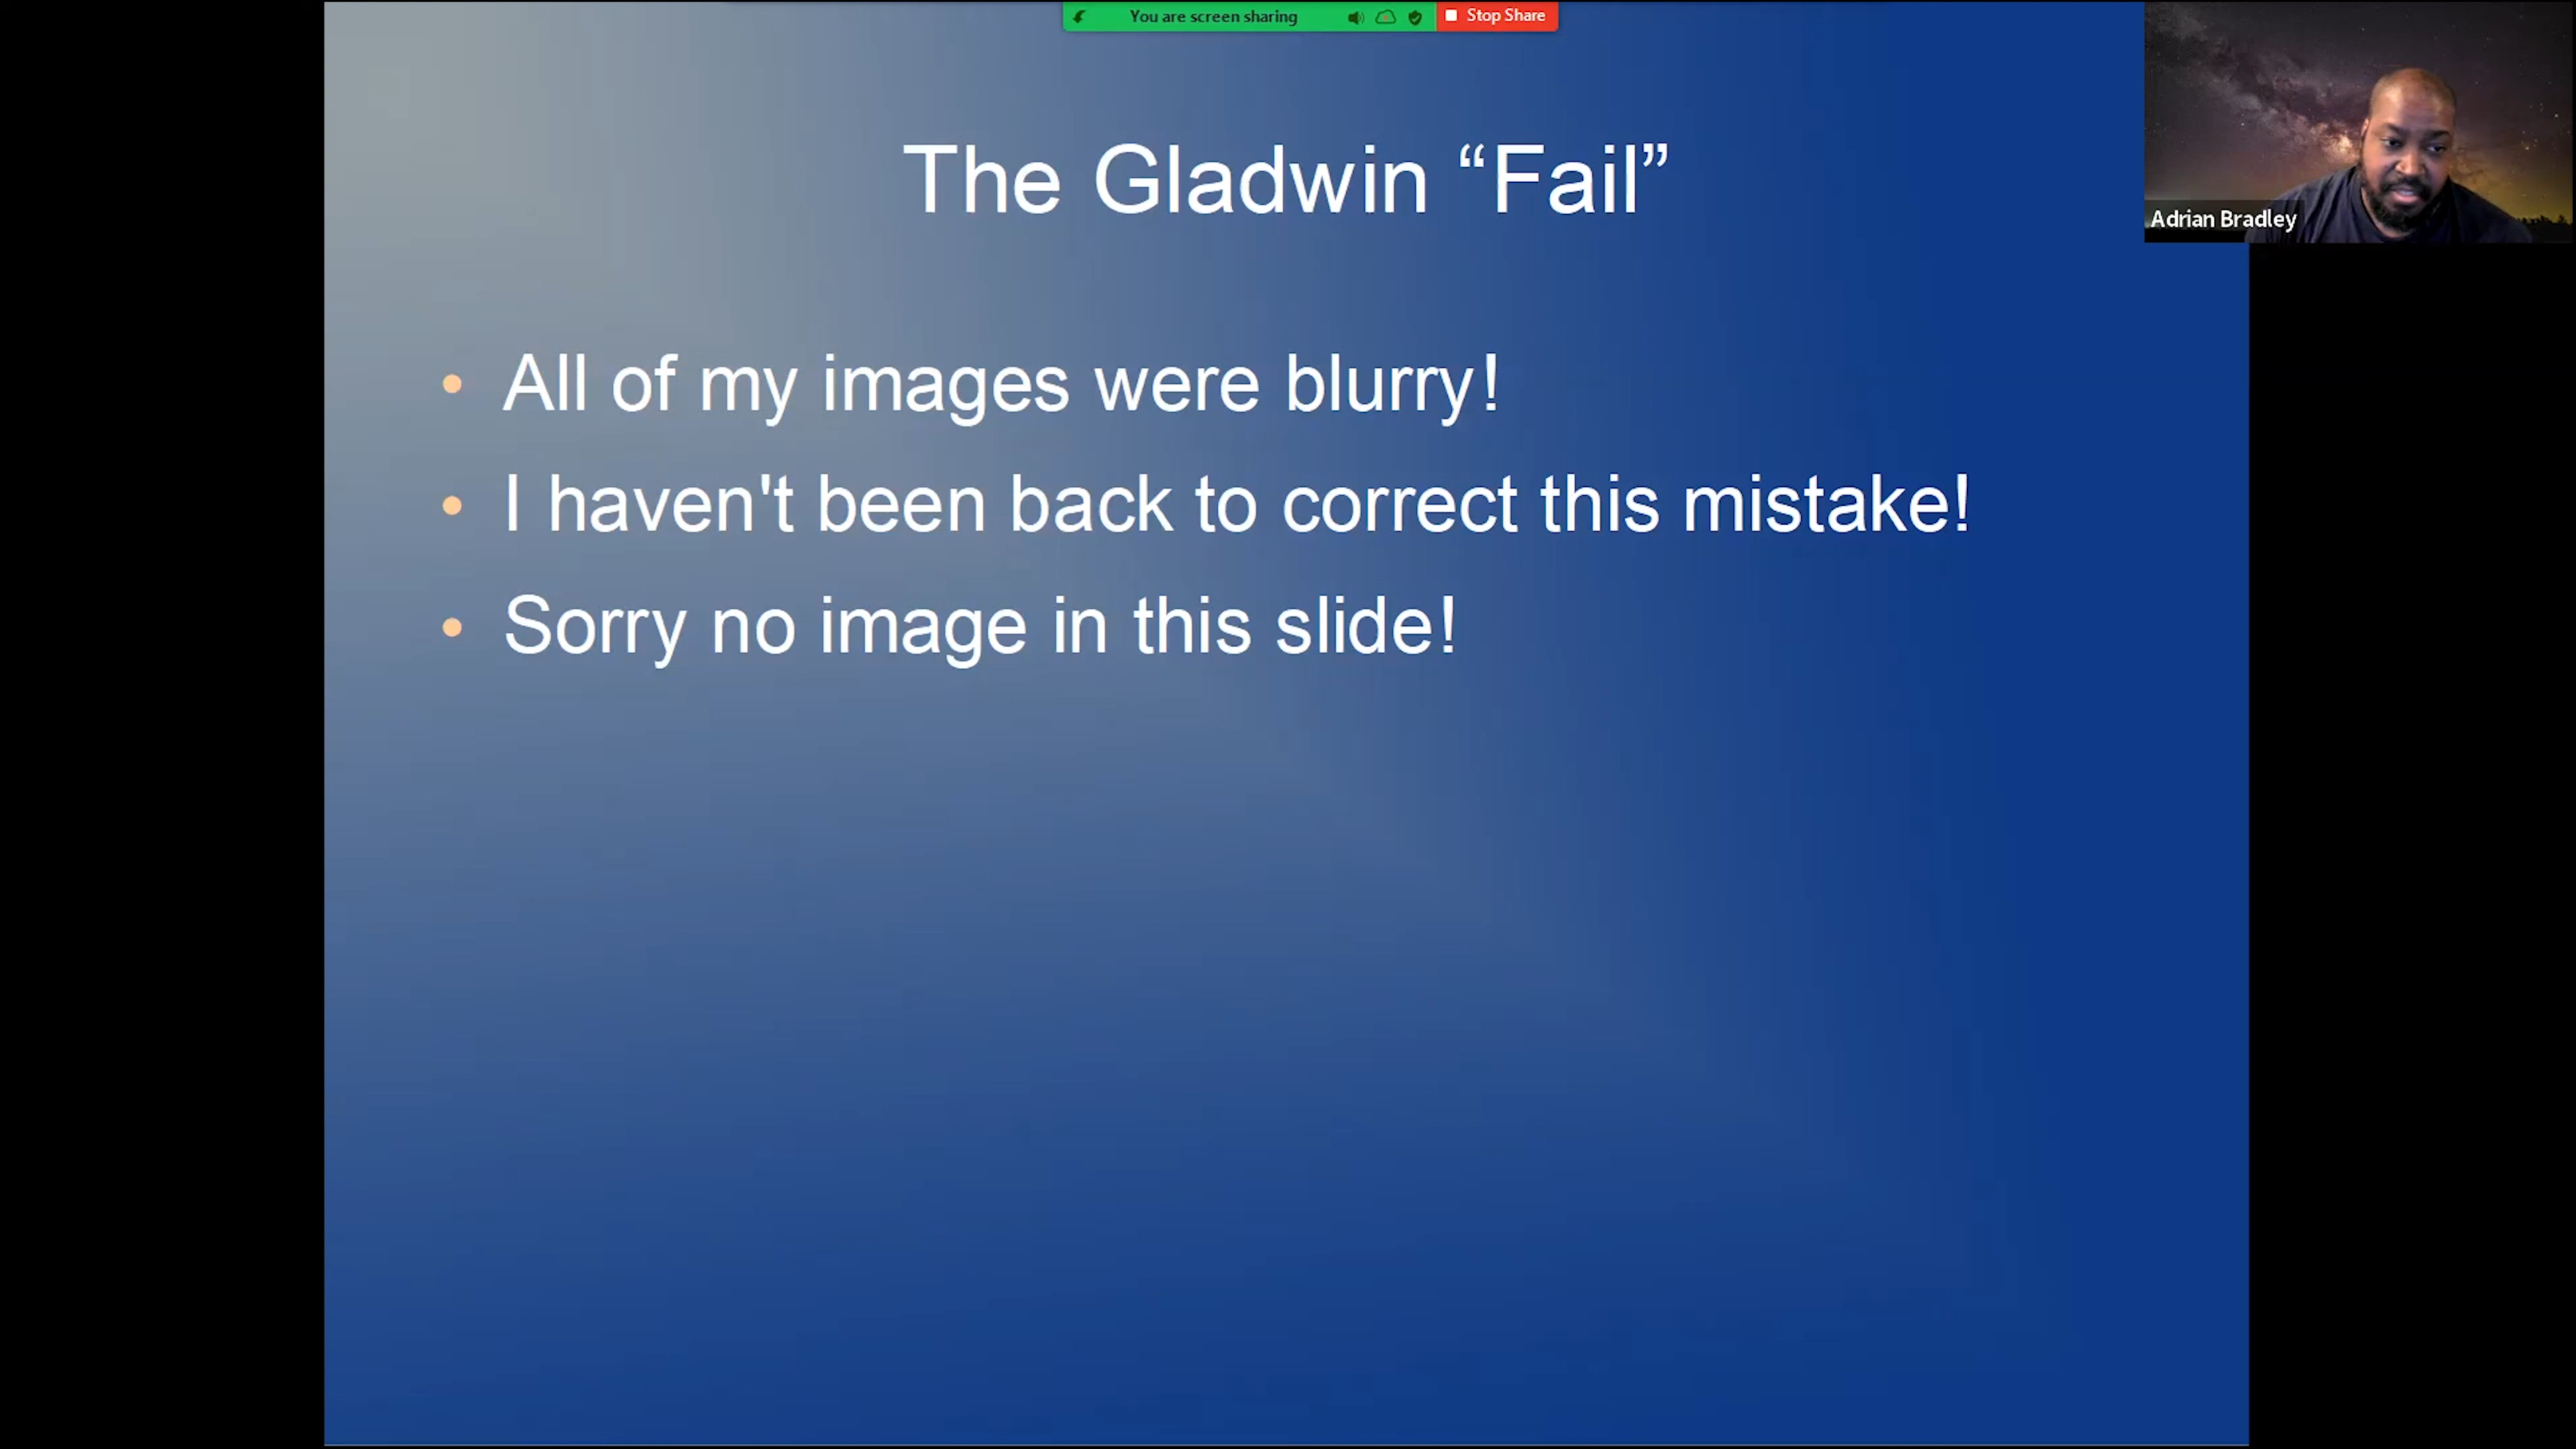 You are screen sharing
Stop Share
Adrian Bradley
The Gladwin “Fail”
• All of my images were blurry!
• I haven't been back to correct this mistake!
• Sorry no image in this slide!